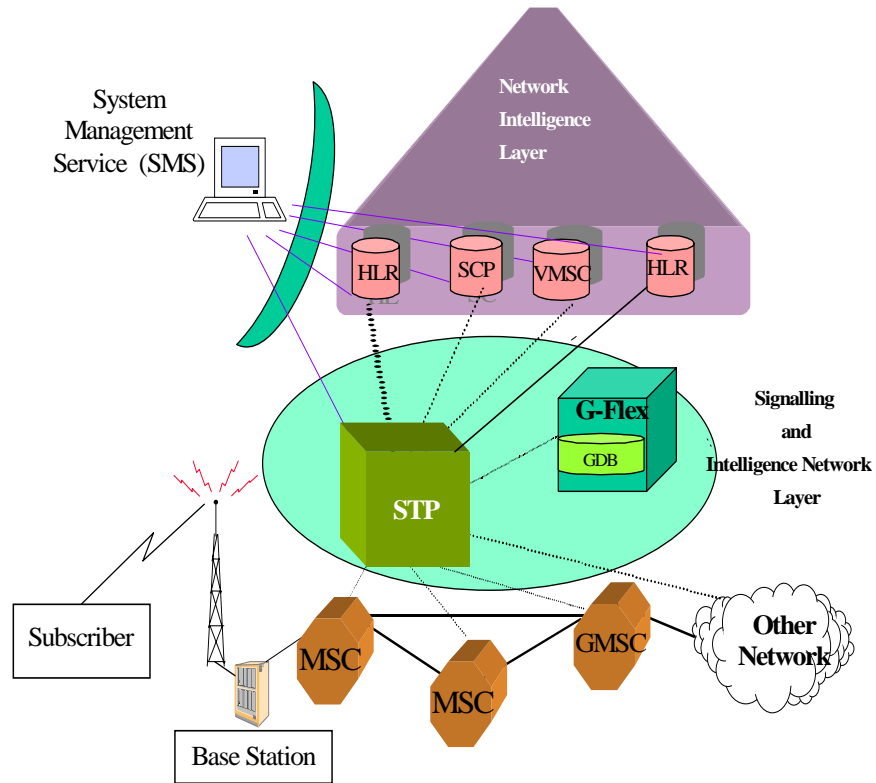 Network
Intelligence
Layer
System
Management
Service (SMS)
HLR
SCP
VMSC
HLR
G-Flex
GDB
Signalling
and
Intelligence Network
Layer
STP
Subscriber
MSC
MSC
GMSC
Other
Network
Base Station